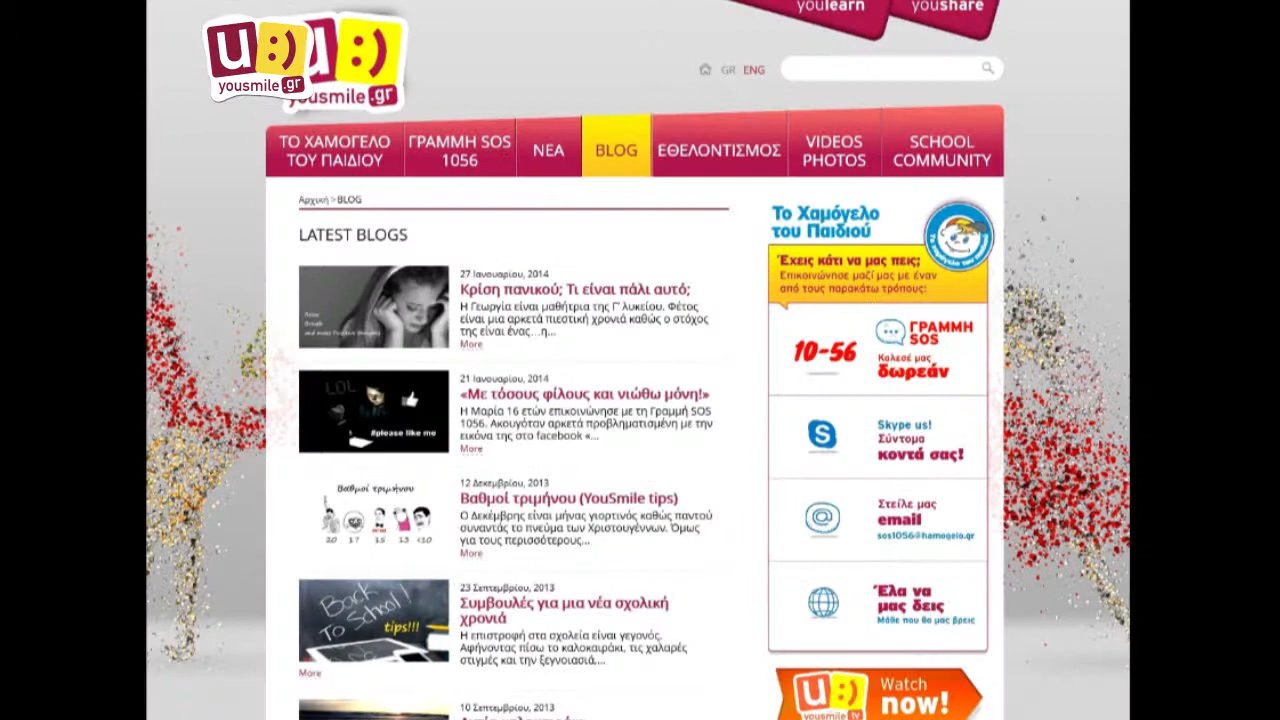 youlearn
youshare
u:)
yousmile.gr
yousmile.gr
GR ENG
ΤΟ ΧΑΜΟΓΕΛΟ
ΤΟΥ ΠΑΙΔΙΟΥ
ΓΡΑΜΜΗ SOS
1056
ΝΕΑ
BLOG
ΕΘΕΛΟΝΤΙΣΜΟΣ
VIDEOS
PHOTOS
SCHOOL
COMMUNITY
Αρχική > BLOG
LATEST BLOGS
27 Ιανουαρίου, 2014
Κρίση πανικού; Τι είναι πάλι αυτό;
Η Γεωργία είναι μαθήτρια της Γ' λυκείου. Φέτος
είναι μια αρκετά πιεστική χρονιά καθώς ο στόχος
της είναι ένας…η...
More
21 Ιανουαρίου, 2014
«Με τόσους φίλους και νιώθω μόνη!»
Η Μαρία 16 ετών επικοινώνησε με τη Γραμμή SOS
1056. Ακουγόταν αρκετά προβληματισμένη με την
εικόνα της στο facebook «...
More
LOL
#please like me
12 Δεκεμβρίου, 2013
Βαθμοί τριμήνου (YouSmile tips)
Ο Δεκέμβρης είναι μήνας γιορτινός καθώς παντού
συναντάς το πνεύμα των Χριστουγέννων. Όμως
για τους περισσότερους...
More
Βαθμοί τριμήνου
20 17 15 13 <10
23 Σεπτεμβρίου, 2013
Συμβουλές για μια νέα σχολική
χρονιά
Η επιστροφή στα σχολεία είναι γεγονός.
Αφήνοντας πίσω το καλοκαιράκι, τις χαλαρές
στιγμές και την ξεγνοιασιά....
More
Back
To School!
tips!!!
10 Σεπτεμβρίου, 2013
Το Χαμόγελο
του Παιδιού
Έχεις κάτι να μας πεις;
Επικοινώνησε μαζί μας με έναν
από τους παρακάτω τρόπους:
10-56
ΓΡΑΜΜΗ
SOS
Κάλεσέ μας
δωρεάν
Skype us!
Σύντομα
κοντά σας!
Στείλε μας
email
sos1056@hamogelo.gr
Έλα να
μας δεις
Μάθε που θα μας βρεις
u:)
yousmile tv
Watch
now!